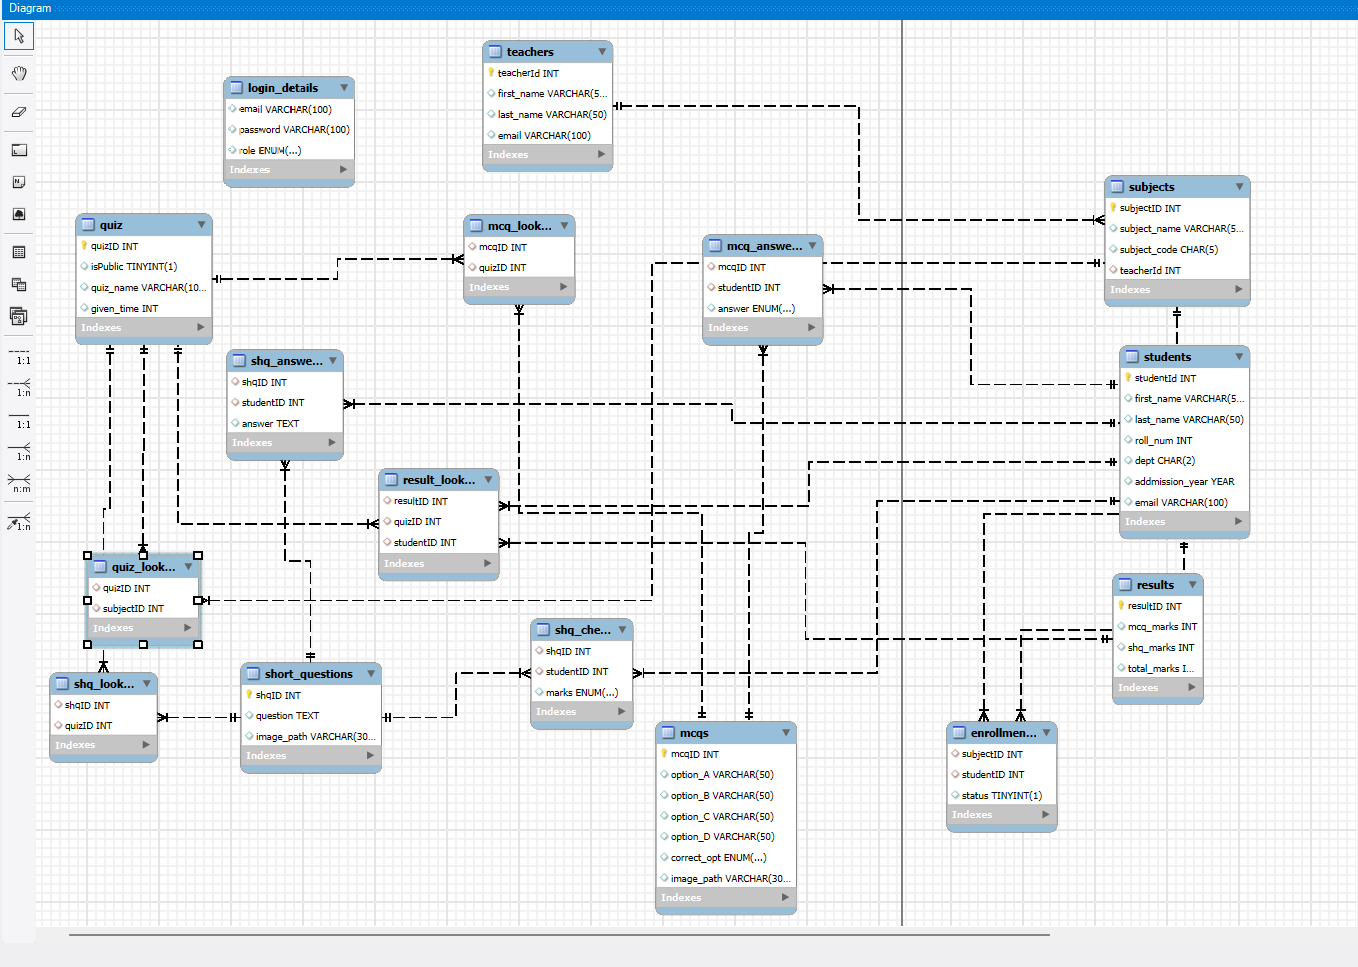 Diagram
1:1
1:n
1:1
1:n
n:m
1:n
teachers
teacherId INT
first_name VARCHAR(5...
last_name VARCHAR(50)
email VARCHAR(100)
Indexes
login_details
email VARCHAR(100)
password VARCHAR(100)
role ENUM(...)
Indexes
subjects
subjectID INT
subject_name VARCHAR(5...
subject_code CHAR(5)
teacherId INT
Indexes
quiz
quizID INT
isPublic TINYINT(1)
quiz_name VARCHAR(10...
given_time INT
Indexes
mcq_look...
mcqID INT
quizID INT
Indexes
mcq_answe...
mcqID INT
studentID INT
answer ENUM(...)
Indexes
students
studentId INT
first_name VARCHAR(5...
last_name VARCHAR(50)
roll_num INT
dept CHAR(2)
addmission_year YEAR
email VARCHAR(100)
Indexes
shq_answe...
shqID INT
studentID INT
answer TEXT
Indexes
result_look...
resultID INT
quizID INT
studentID INT
Indexes
quiz_look...
quizID INT
subjectID INT
Indexes
results
resultID INT
mcq_marks INT
shq_marks INT
total_marks I...
Indexes
shq_che...
shqID INT
studentID INT
marks ENUM(...)
Indexes
shq_look...
shqID INT
quizID INT
Indexes
short_questions
shqID INT
question TEXT
image_path VARCHAR(30...
Indexes
mcqs
mcqID INT
option_A VARCHAR(50)
option_B VARCHAR(50)
option_C VARCHAR(50)
option_D VARCHAR(50)
correct_opt ENUM(...)
image_path VARCHAR(30...
Indexes
enrollmen...
subjectID INT
studentID INT
status TINYINT(1)
Indexes